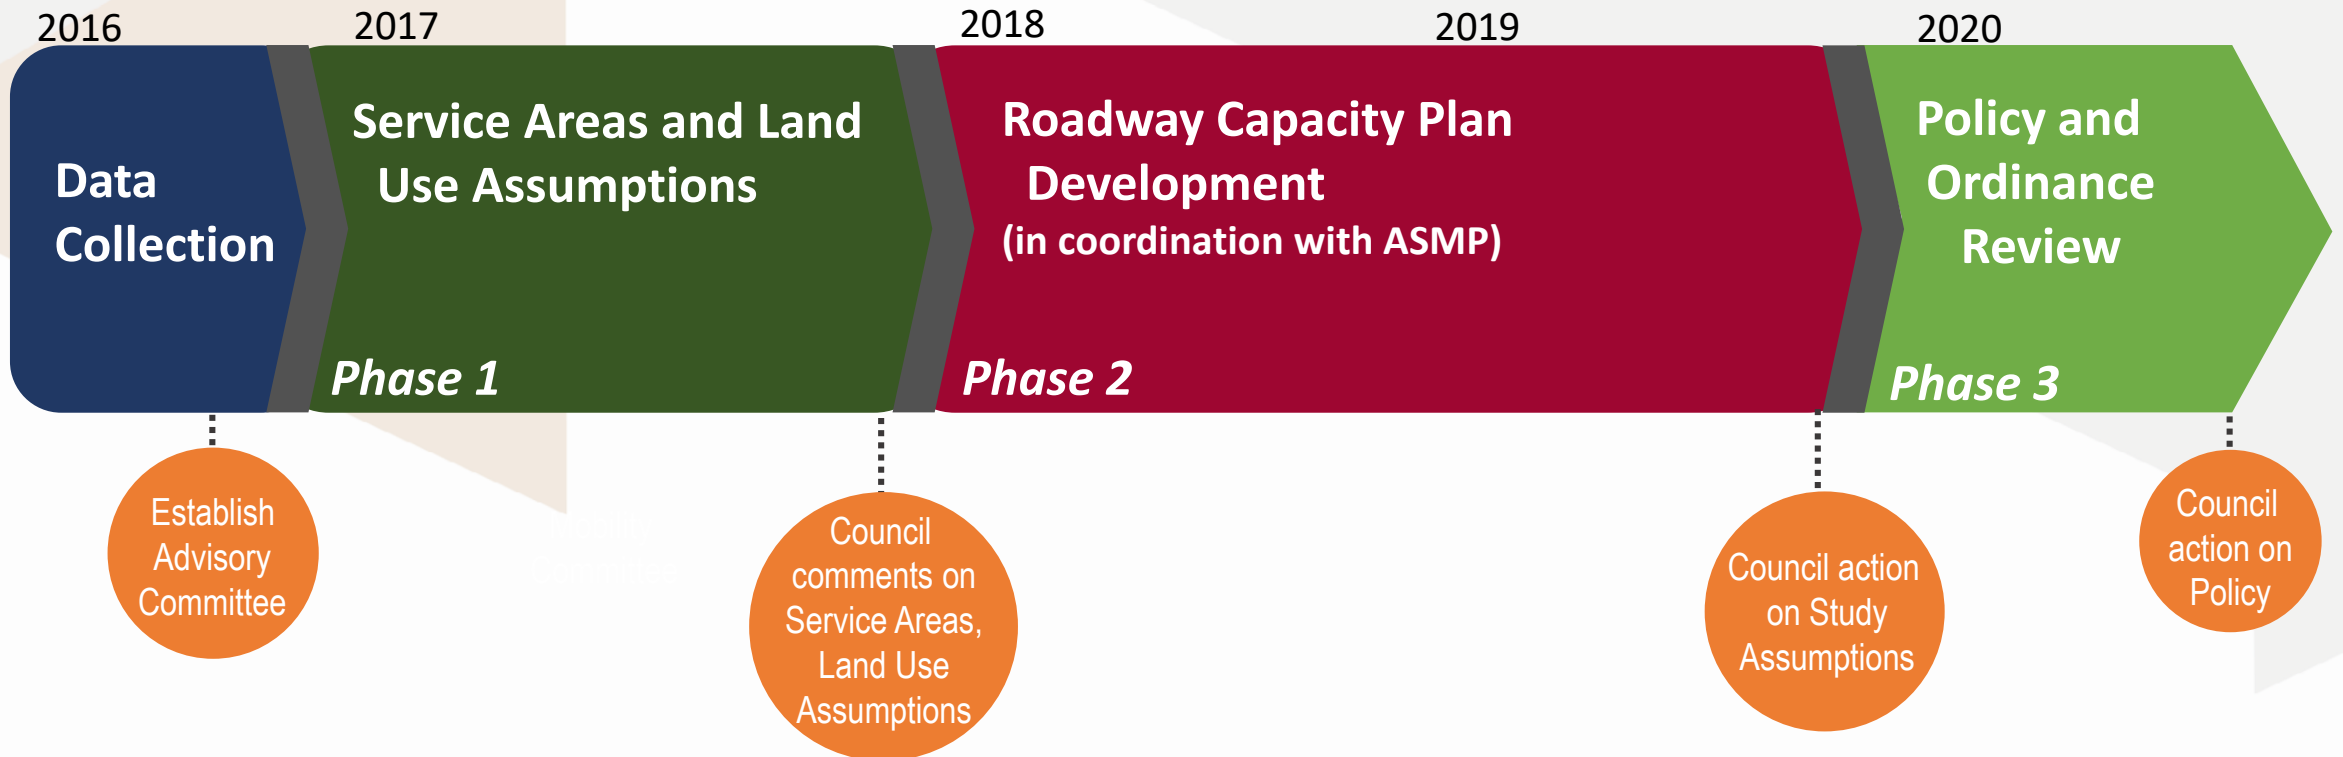 2016
2017
2018
2019
2020
Data
Collection
Service Areas and Land
Use Assumptions
Phase 1
Roadway Capacity Plan
Development
(in coordination with ASMP)
Phase 2
Policy and
Ordinance
Review
Phase 3
Establish
Advisory
Committee
Council
comments on
Service Areas,
Land Use
Assumptions
Council action
on Study
Assumptions
Council
action on
Policy